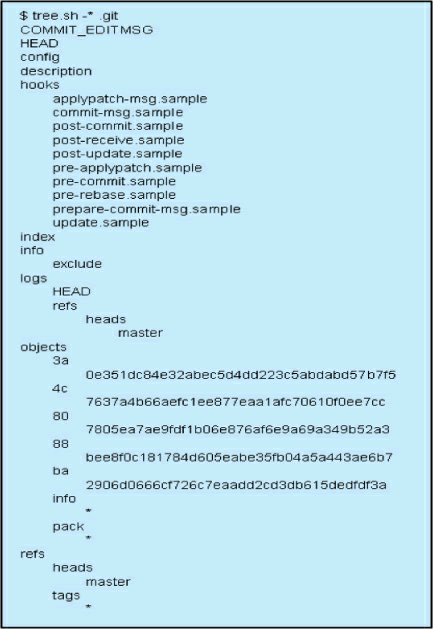 $ tree.sh -* .git
COMMIT_EDITMSG
HEAD
config
description
hooks
applypatch-msg.sample
commit-msg.sample
post-commit.sample
post-receive.sample
post-update.sample
pre-applypatch.sample
pre-commit.sample
pre-rebase.sample
prepare-commit-msg.sample
update.sample
index
info
exclude
logs
HEAD
refs
heads
master
objects
3a
0e351dc84e32abec5d4dd223c5abdabd57b7f5
4c
7637a4b66aefc1ee877eaa1afc70610f0ee7cc
80
7805ea7ae9fdf1b06e876af6e9a69a349b52a3
88
bee8f0c181784d605eabe35fb04a5a443ae6b7
ba
2906d0666cf726c7eaadd2cd3db615dedfdf3a
info
*
pack
*
refs
heads
master
tags
*